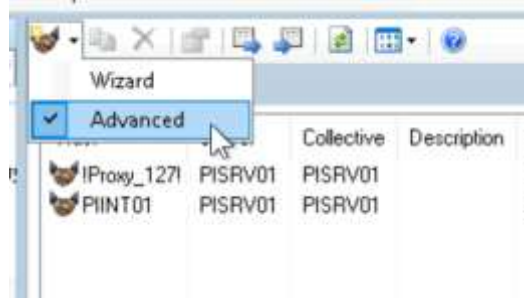 Wizard
Advanced
Collective Description
!Proxy_127! PISRV01 PISRV01
PIINT01 PISRV01 PISRV01